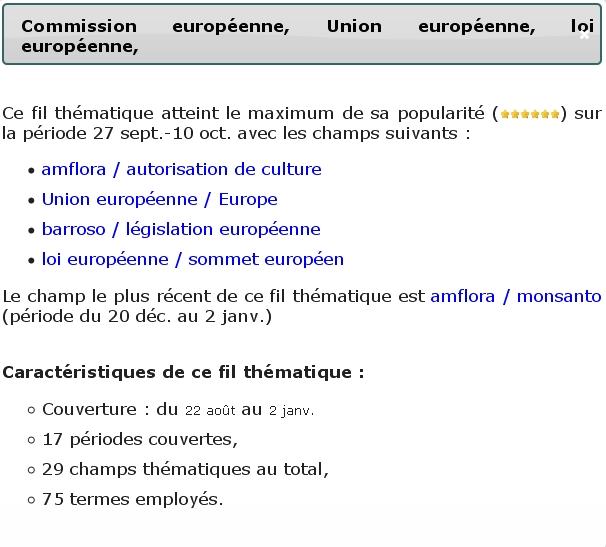 Commission européenne, Union européenne, loi
européenne,
Ce fil thématique atteint le maximum de sa popularité (★★★★★★) sur
la période 27 sept.-10 oct. avec les champs suivants :
• amflora / autorisation de culture
• Union européenne / Europe
• barroso / législation européenne
• loi européenne / sommet européen
Le champ le plus récent de ce fil thématique est amflora / monsanto
(période du 20 déc. au 2 janv.)
Caractéristiques de ce fil thématique :
◦ Couverture : du 22 août au 2 janv.
◦ 17 périodes couvertes,
◦ 29 champs thématiques au total,
◦ 75 termes employés.